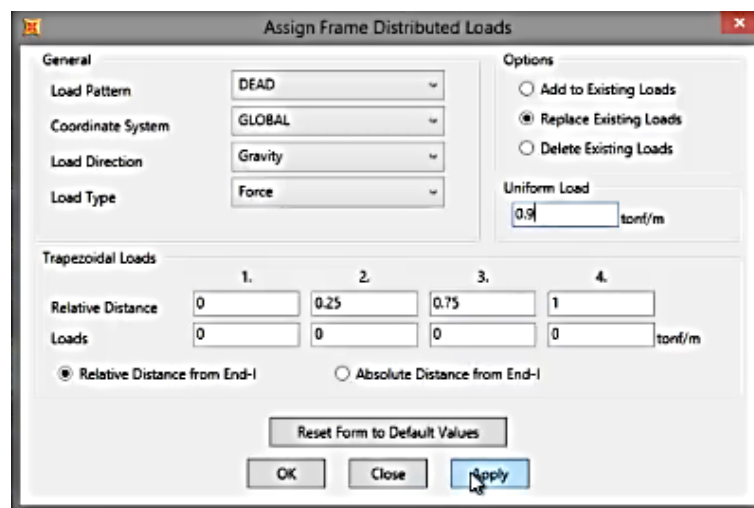 Assign Frame Distributed Loads
General
Load Pattern DEAD
Coordinate System GLOBAL
Load Direction Gravity
Load Type Force
Options
Add to Existing Loads
Replace Existing Loads
Delete Existing Loads
Uniform Load
0.9 tonf/m
Trapezoidal Loads
1. 2. 3. 4.
Relative Distance 0 0.25 0.75 1
Loads 0 0 0 0 tonf/m
Relative Distance from End-I Absolute Distance from End-I
Reset Form to Default Values
OK Close Apply